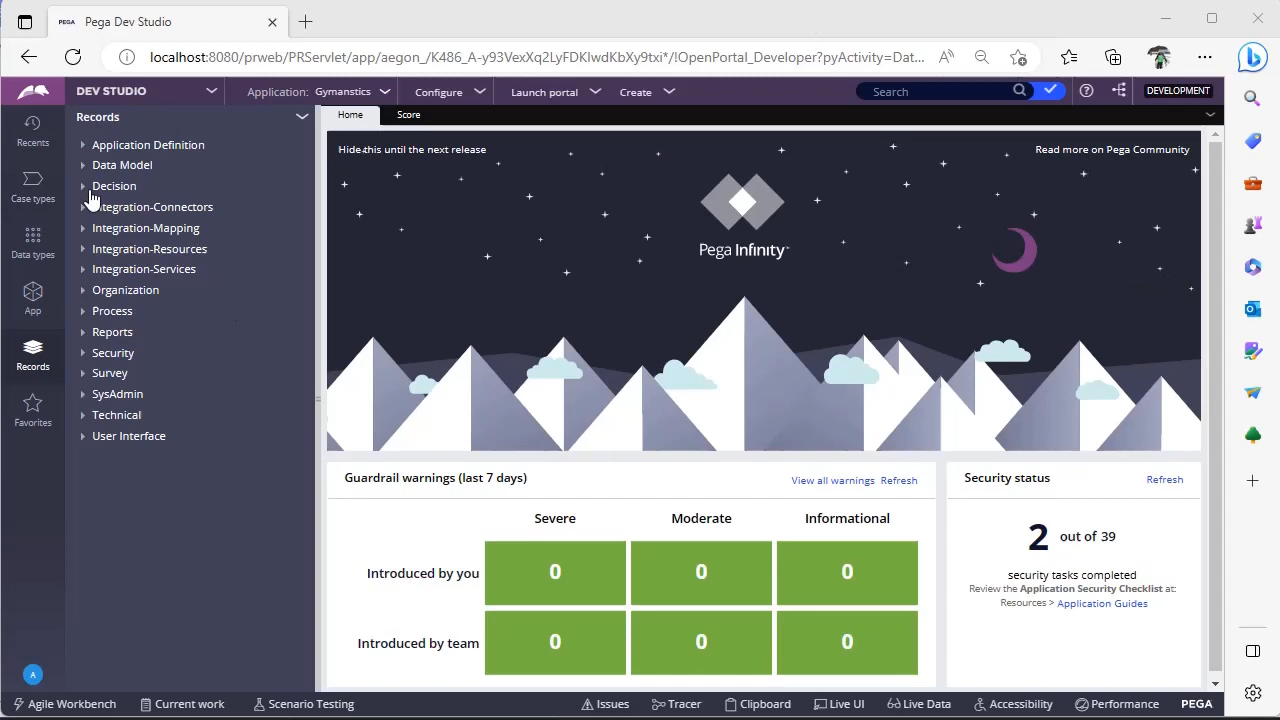 PEGA Pega Dev Studio
localhost:8080/prweb/PRServlet/app/aegon_/K486_A-y93VexXq2UyFDKlwdKbXy9txi*/!OpenPortal_Developer?pyActivity=Dat...
DEV STUDIO
Application: Gymanstics
Configure
Launch portal
Create
Search
DEVELOPMENT
Recents
Case types
Data types
App
Records
Favorites
A
Records
Application Definition
Data Model
Decision
Integration-Connectors
Integration-Mapping
Integration-Resources
Integration-Services
Organization
Process
Reports
Security
Survey
SysAdmin
Technical
User Interface
Home Score
Hide this until the next release
Read more on Pega Community
Pega Infinity™
Guardrail warnings (last 7 days)
View all warnings Refresh
Severe Moderate Informational
Introduced by you 0 0 0
Introduced by team 0 0 0
Security status
Refresh
2 out of 39
security tasks completed
Review the Application Security Checklist at:
Resources > Application Guides
Agile Workbench Current work Scenario Testing Issues Tracer Clipboard Live UI Live Data Accessibility Performance PEGA